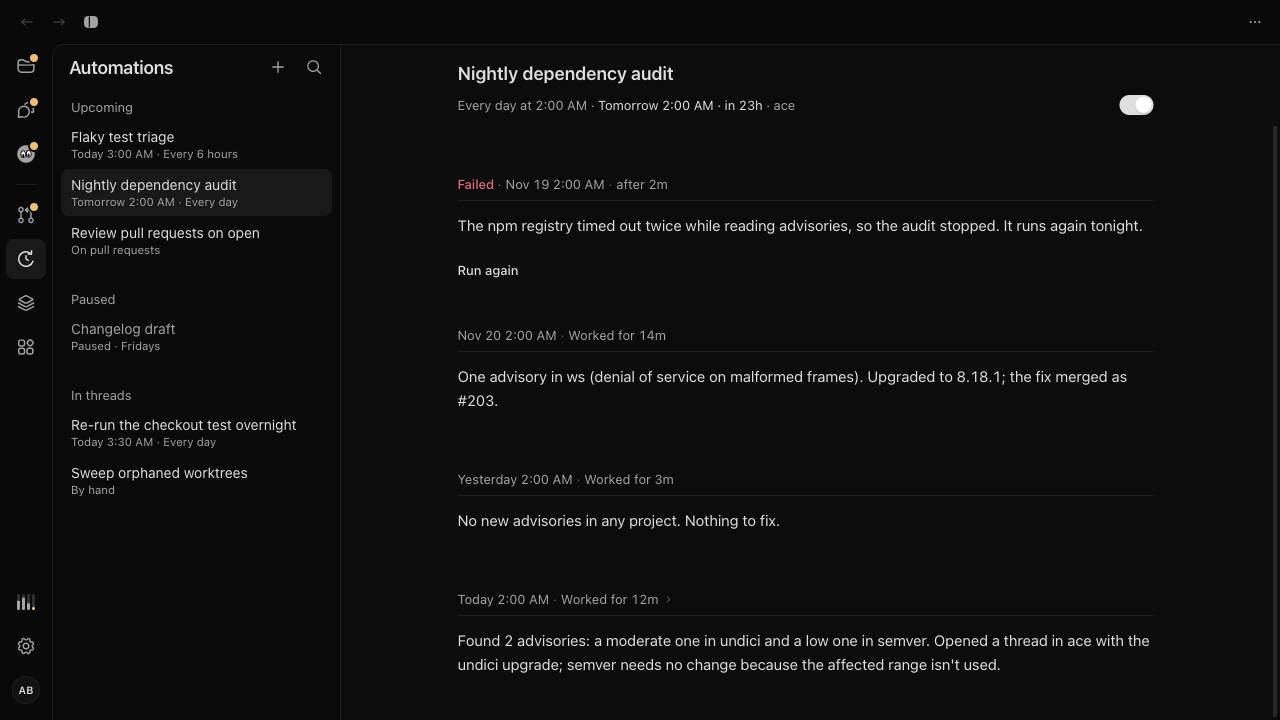 Automations
Upcoming
Flaky test triage
Today 3:00 AM · Every 6 hours
Nightly dependency audit
Tomorrow 2:00 AM · Every day
Review pull requests on open
On pull requests
Paused
Changelog draft
Paused · Fridays
In threads
Re-run the checkout test overnight
Today 3:30 AM · Every day
Sweep orphaned worktrees
By hand
AB
Nightly dependency audit
Every day at 2:00 AM · Tomorrow 2:00 AM · in 23h · ace
Failed · Nov 19 2:00 AM · after 2m
The npm registry timed out twice while reading advisories, so the audit stopped. It runs again tonight.
Run again
Nov 20 2:00 AM · Worked for 14m
One advisory in ws (denial of service on malformed frames). Upgraded to 8.18.1; the fix merged as
#203.
Yesterday 2:00 AM · Worked for 3m
No new advisories in any project. Nothing to fix.
Today 2:00 AM · Worked for 12m
Found 2 advisories: a moderate one in undici and a low one in semver. Opened a thread in ace with the
undici upgrade; semver needs no change because the affected range isn't used.